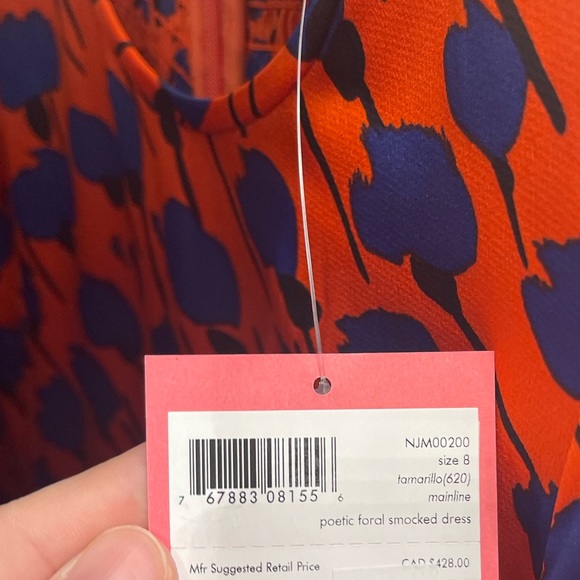 NJM00200
size 8
tamarillo(620)
mainline
7 67883 08155 6
poetic foral smocked dress
Mfr Suggested Retail Price CAD $428.00